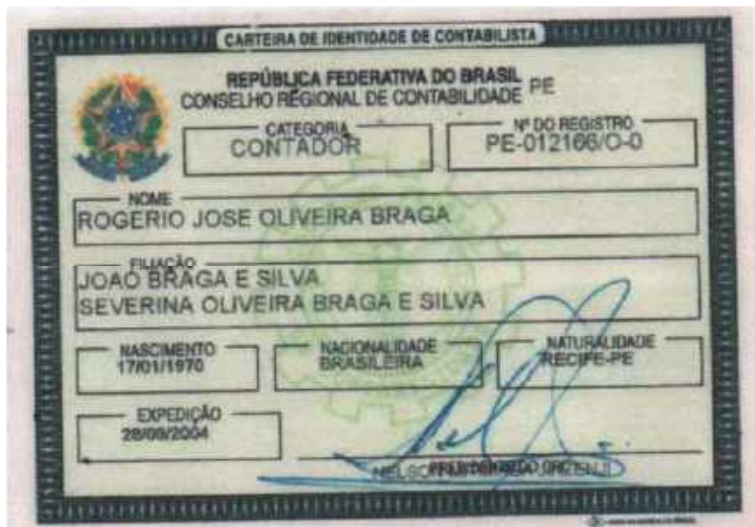 CARTEIRA DE IDENTIDADE DE CONTABILISTA
REPÚBLICA FEDERATIVA DO BRASIL
CONSELHO REGIONAL DE CONTABILIDADE PE
CATEGORIA
CONTADOR
Nº DO REGISTRO
PE-012166/O-0
NOME
ROGERIO JOSE OLIVEIRA BRAGA
FILIAÇÃO
JOAO BRAGA E SILVA
SEVERINA OLIVEIRA BRAGA E SILVA
NASCIMENTO
17/01/1970
NACIONALIDADE
BRASILEIRA
NATURALIDADE
RECIFE-PE
EXPEDIÇÃO
28/09/2004